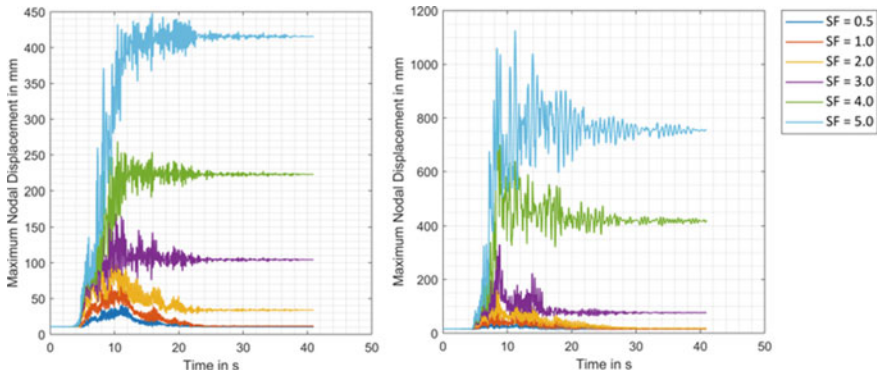 Maximum Nodal Displacement in mm
450
400
350
300
250
200
150
100
50
0
0 10 20 30 40 50
Time in s
Maximum Nodal Displacement in mm
1200
1000
800
600
400
200
0
0 10 20 30 40 50
Time in s
SF = 0.5
SF = 1.0
SF = 2.0
SF = 3.0
SF = 4.0
SF = 5.0